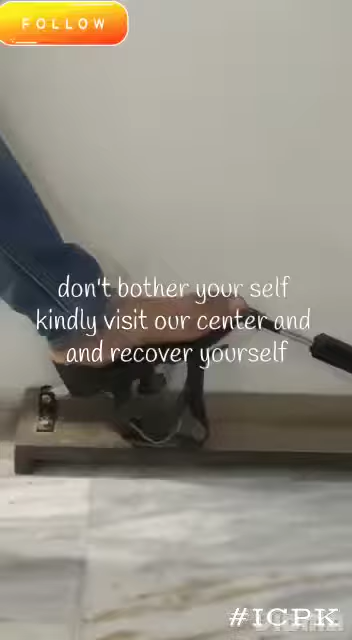 FOLLOW
don't bother your self
kindly visit our center and
and recover yourself
#ICPK